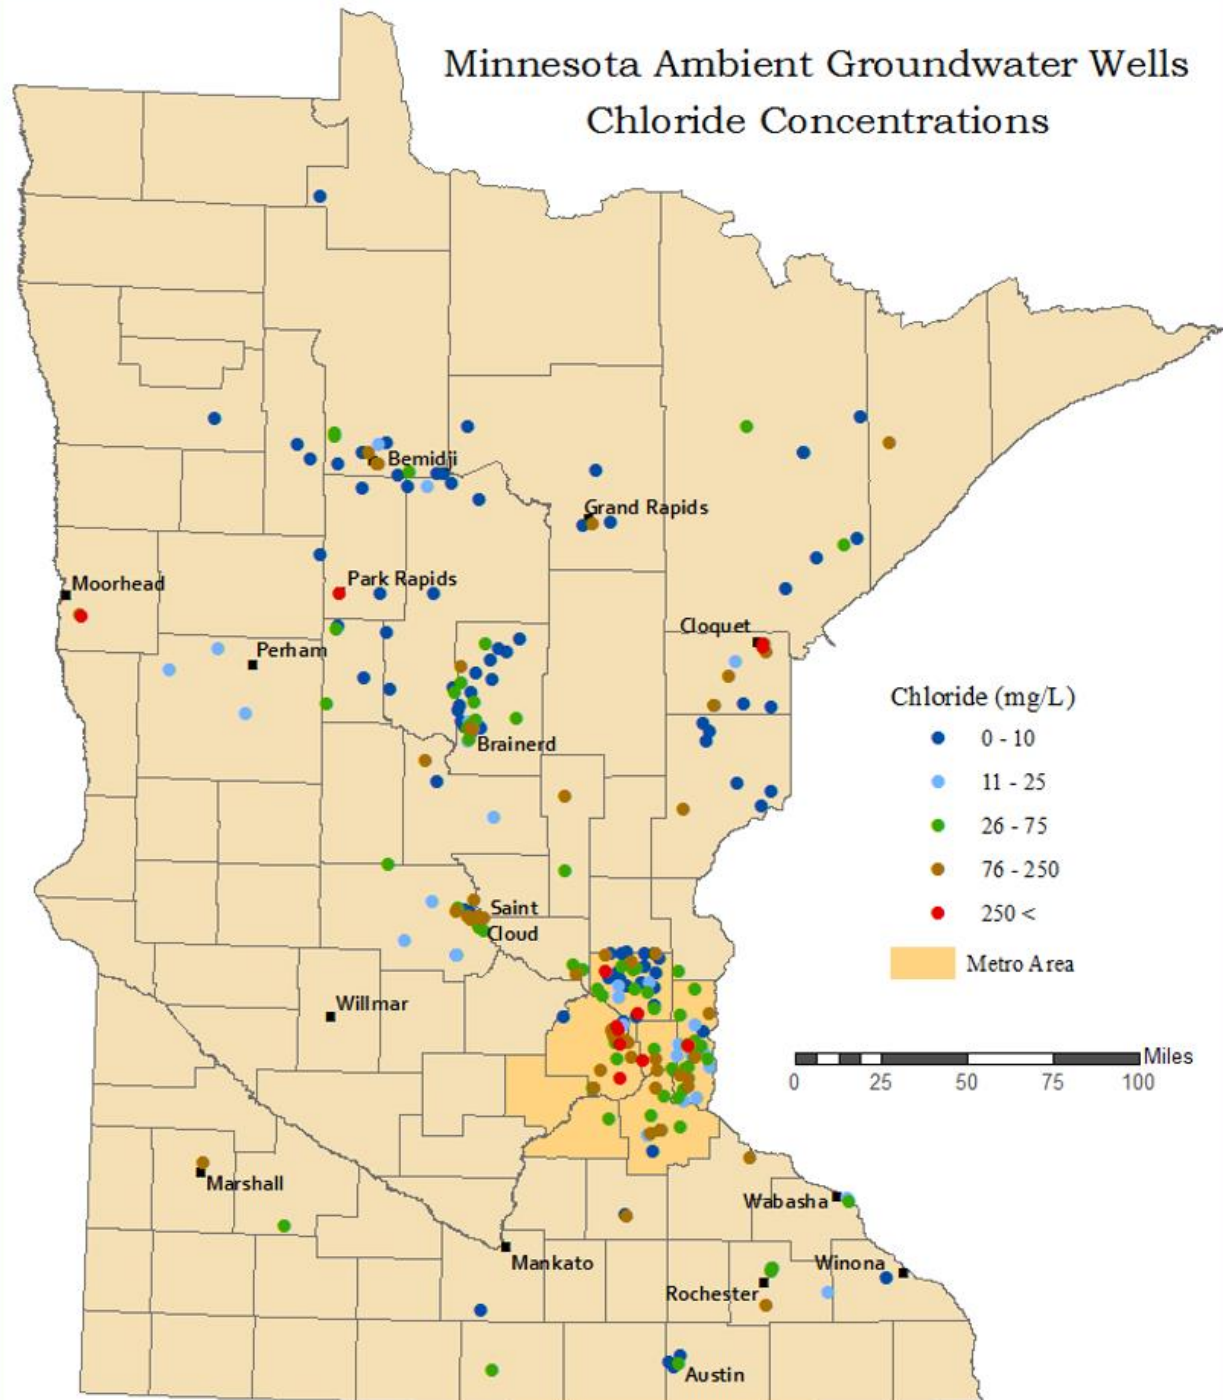 Minnesota Ambient Groundwater Wells
Chloride Concentrations
Bemidji
Grand Rapids
Moorhead
Park Rapids
Cloquet
Perham
Brainerd
Chloride (mg/L)
0 - 10
11 - 25
26 - 75
76 - 250
250 <
Metro Area
Saint
Cloud
Willmar
Miles
0 25 50 75 100
Marshall
Wabasha
Mankato
Winona
Rochester
Austin